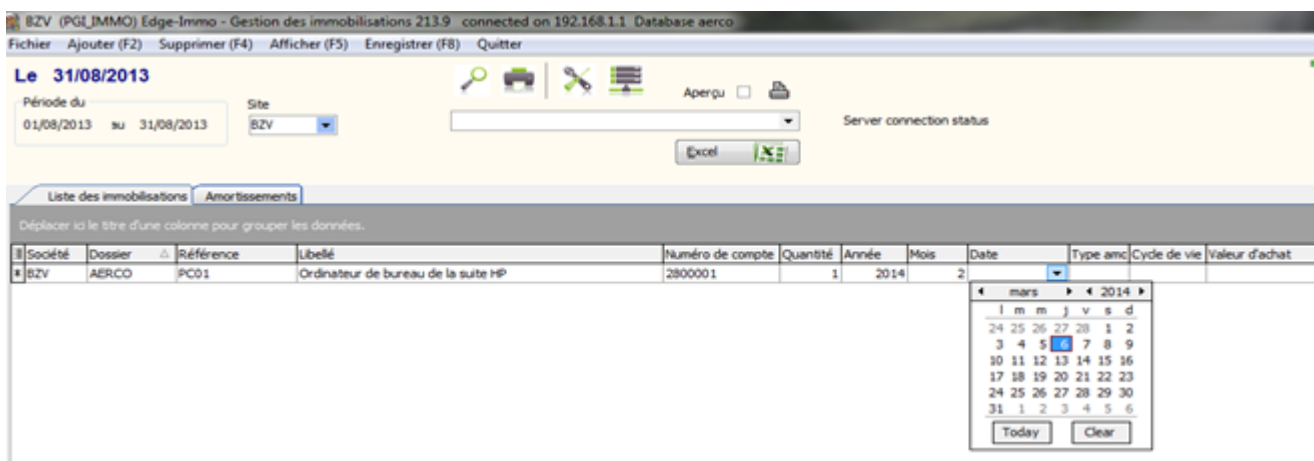 BZV (PGI_IMMO) Edge-Immo - Gestion des immobilisations 213.9 connected on 192.168.1.1 Database aerco
Fichier Ajouter (F2) Supprimer (F4) Afficher (F5) Enregistrer (F8) Quitter
Le 31/08/2013
Aperçu
Période du
Site
01/08/2013 au 31/08/2013 BZV
Server connection status
Excel
Liste des immobilisations Amortissements
Déplacer ici le titre d'une colonne pour grouper les données.
Société Dossier Référence Libellé Numéro de compte Quantité Année Mois Date Type amc Cycle de vie Valeur d'achat
BZV AERCO PC01 Ordinateur de bureau de la suite HP 2800001 1 2014 2
mars 2014
l m m j v s d
24 25 26 27 28 1 2
3 4 5 6 7 8 9
10 11 12 13 14 15 16
17 18 19 20 21 22 23
24 25 26 27 28 29 30
31 1 2 3 4 5 6
Today Clear